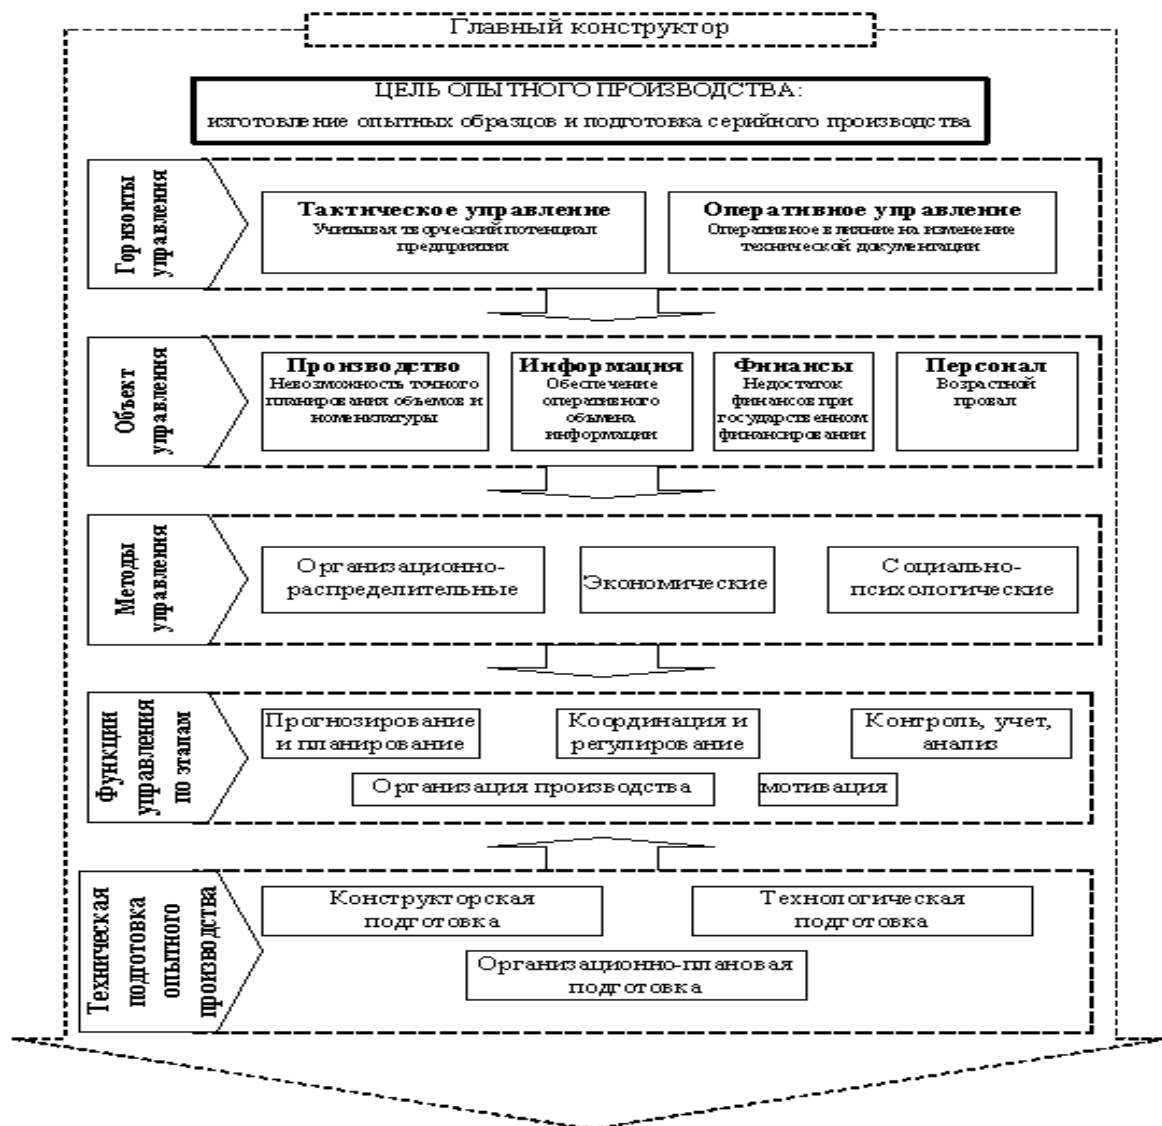 Главный конструктор
ЦЕЛЬ ОПЫТНОГО ПРОИЗВОДСТВА:
изготовление опытных образцов и подготовка серийного производства
Горизонты
управления
Тактическое управление
Учитывая творческий потенциал
предприятия
Оперативное управление
Оперативное влияние на изменение
технической документации
Объект
управления
Производство
Невозможность точного
планирования объемов и
номенклатуры
Информация
Обеспечение
оперативного
объмена
информации
Финансы
Недостаток
финансов при
государственном
финансировании
Персонал
Возрастной
провал
Методы
управления
Организационно-
распределительные
Экономические
Социально-
психологические
Функции
управления
по этапам
Прогнозирование
и планирование
Координация и
регулирование
Контроль, учет,
анализ
Организация производства
мотивация
Техническая
подготовка
опытного
производства
Конструкторская
подготовка
Технологическая
подготовка
Организационно-плановая
подготовка